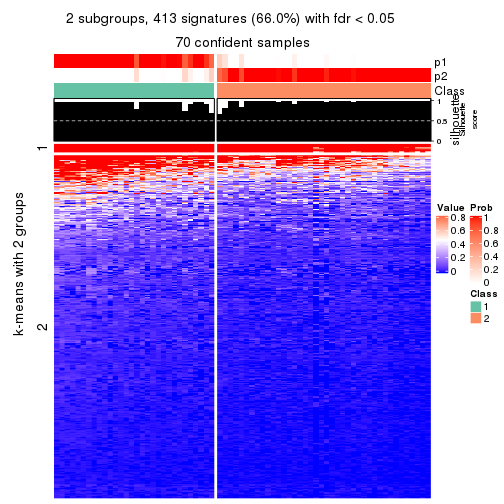 2 subgroups, 413 signatures (66.0%) with fdr < 0.05
70 confident samples
p1
p2
Class
1
0.5
0
silhouette
Silhouette
score
k-means with 2 groups
1
2
Value
0.8
0.6
0.4
0.2
0
Prob
1
0.8
0.6
0.4
0.2
0
Class
1
2